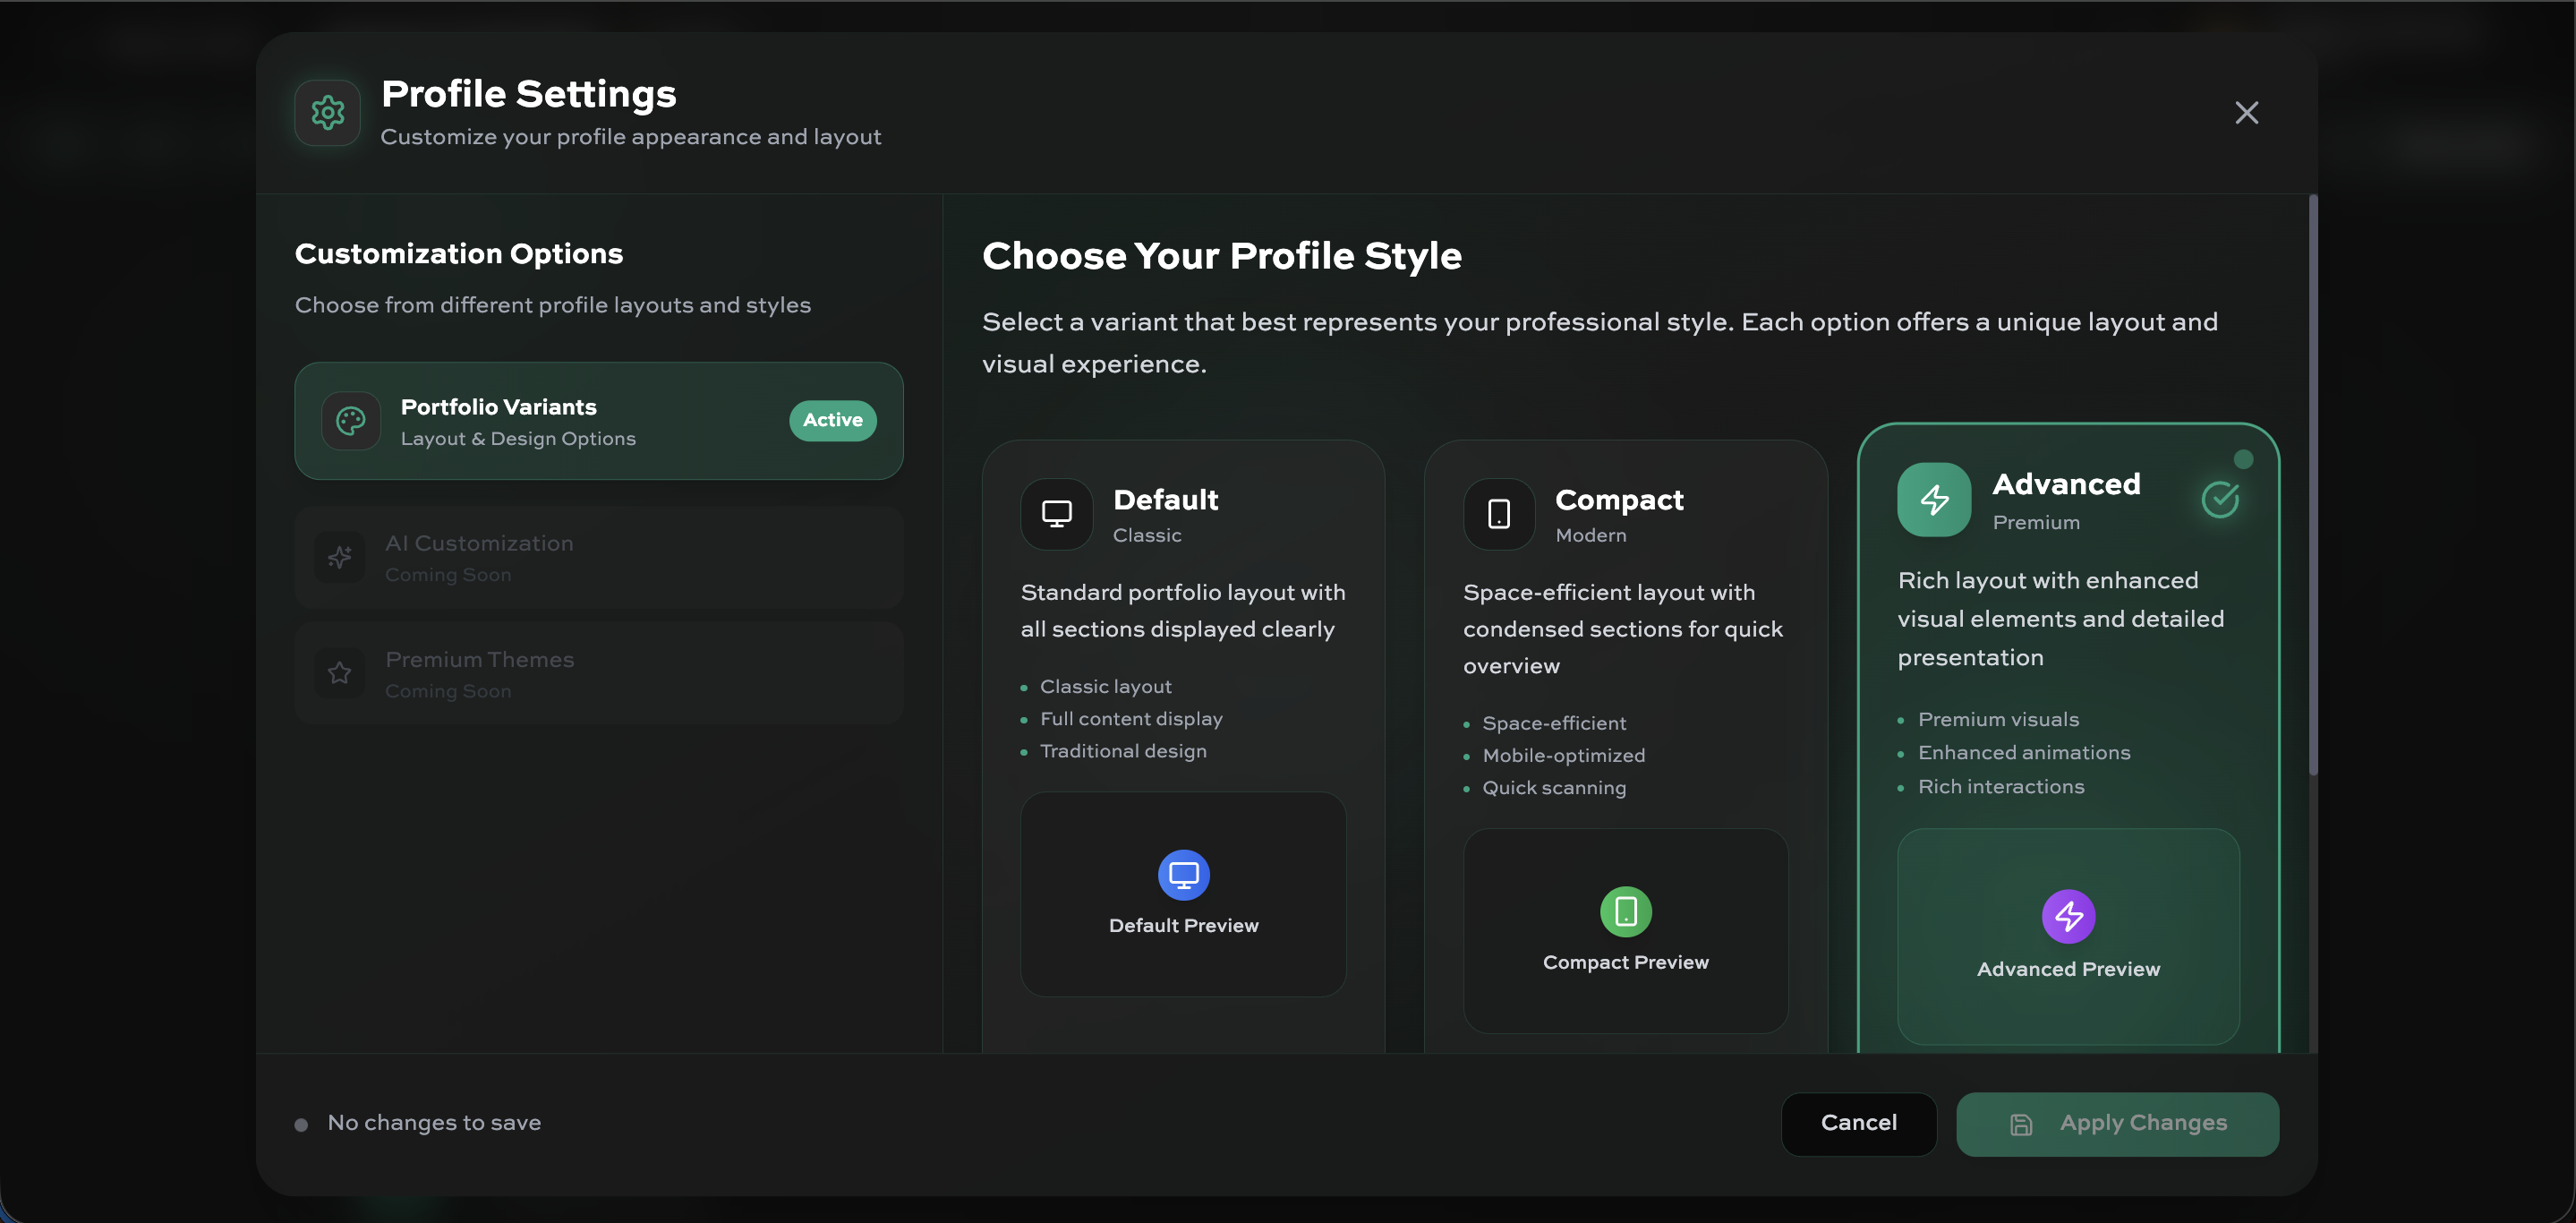 Profile Settings
Customize your profile appearance and layout
Customization Options
Choose from different profile layouts and styles
Portfolio Variants
Layout & Design Options
Active
AI Customization
Coming Soon
Premium Themes
Coming Soon
Choose Your Profile Style
Select a variant that best represents your professional style. Each option offers a unique layout and
visual experience.
Default
Classic
Standard portfolio layout with
all sections displayed clearly
Classic layout
Full content display
Traditional design
Default Preview
Compact
Modern
Space-efficient layout with
condensed sections for quick
overview
Space-efficient
Mobile-optimized
Quick scanning
Compact Preview
Advanced
Premium
Rich layout with enhanced
visual elements and detailed
presentation
Premium visuals
Enhanced animations
Rich interactions
Advanced Preview
No changes to save
Cancel
Apply Changes